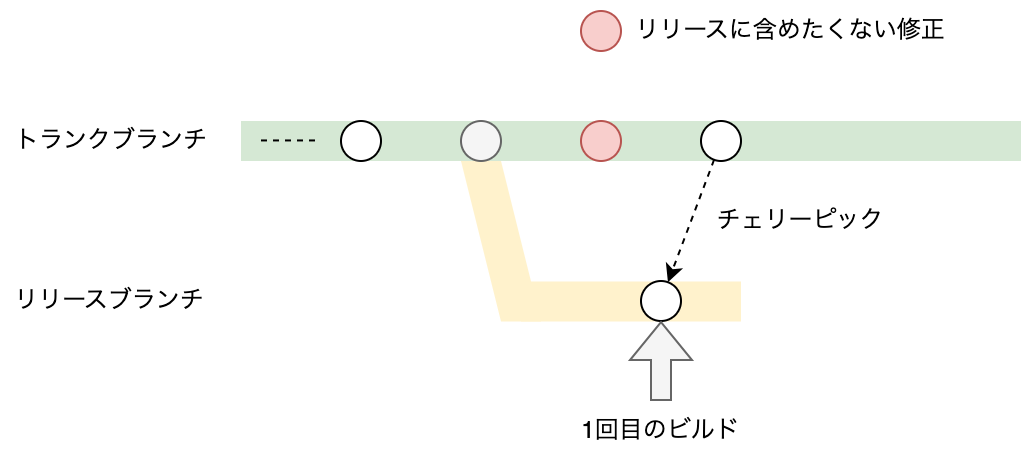 リリースに含めたくない修正
トランクブランチ
チェリーピック
リリースブランチ
1回目のビルド